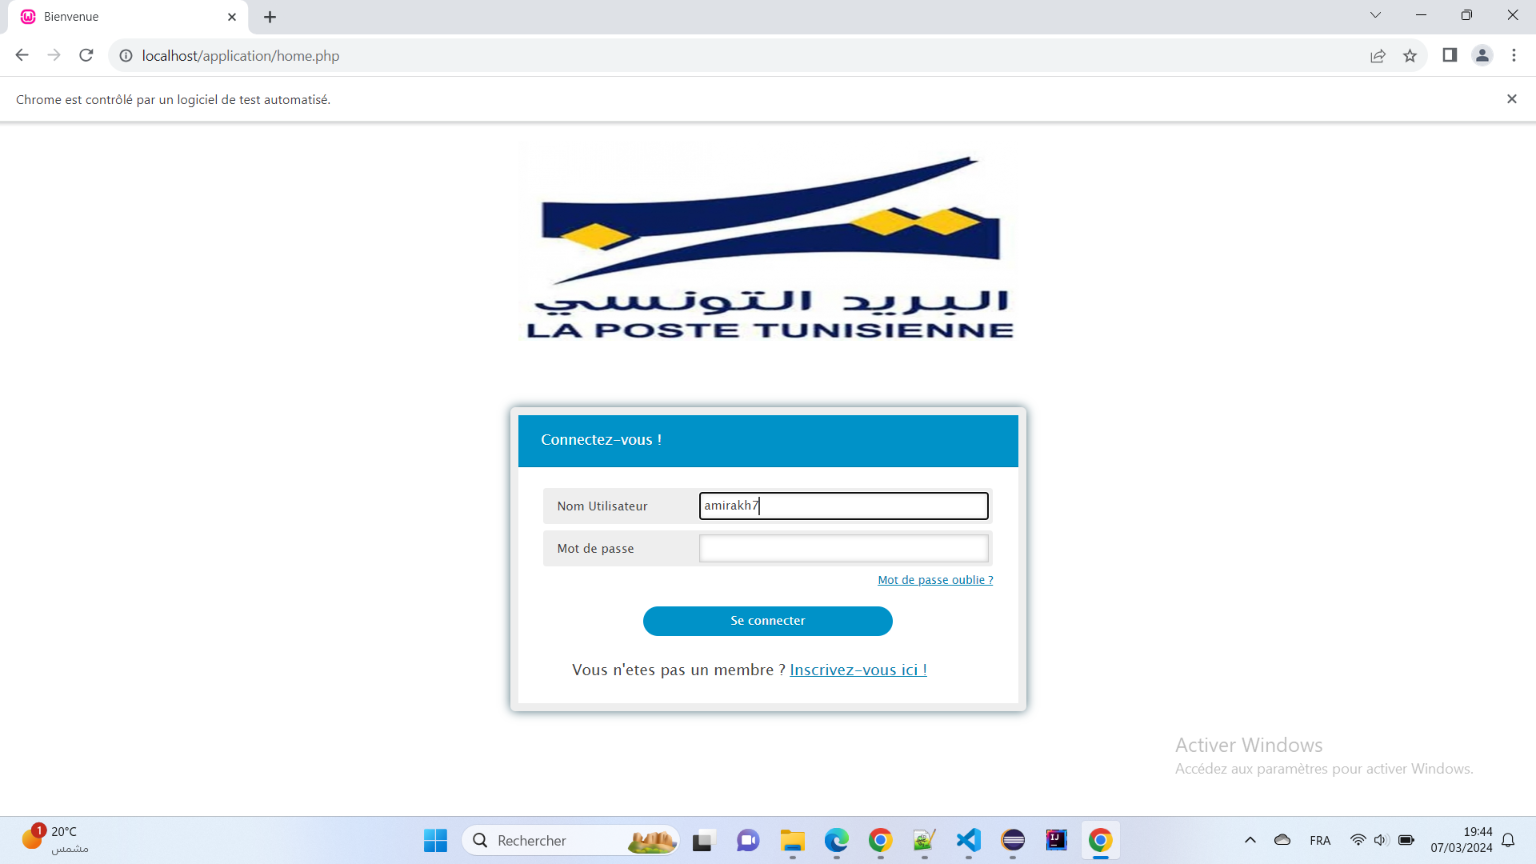 Bienvenue
localhost/application/home.php
Chrome est contrôlé par un logiciel de test automatisé.
البريد التونسي
LA POSTE TUNISIENNE
Connectez-vous !
Nom Utilisateur
amirakh7
Mot de passe
Mot de passe oublie ?
Se connecter
Vous n'etes pas un membre ? Inscrivez-vous ici !
Activer Windows
Accédez aux paramètres pour activer Windows.
1
20°C
مشمس
Rechercher
IJ
FRA
19:44
07/03/2024